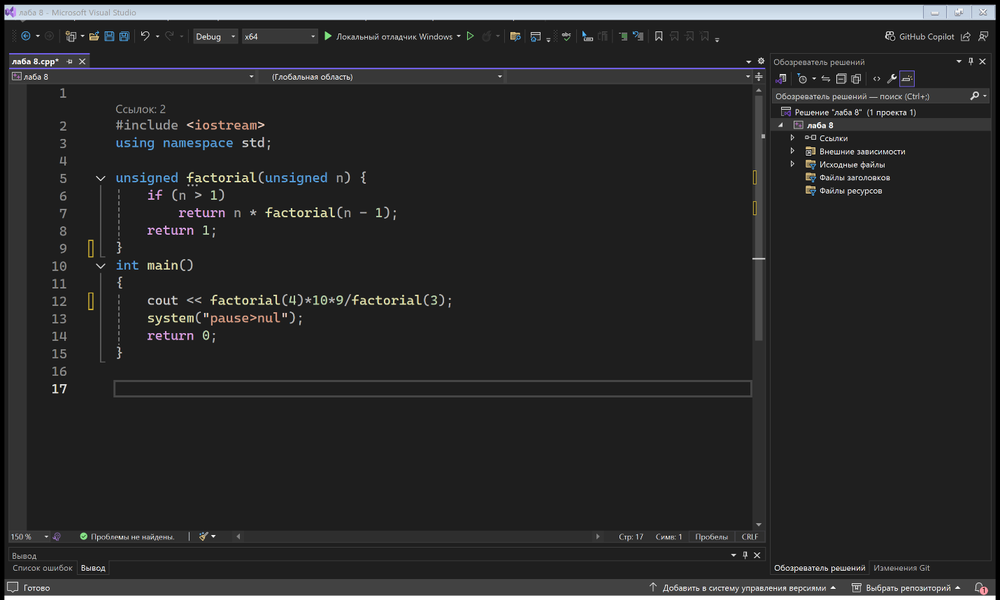 лаба 8 - Microsoft Visual Studio
Debug
x64
Локальный отладчик Windows
GitHub Copilot
лаба 8.cpp*
лаба 8
(Глобальная область)
1
Ссылок: 2
2 #include <iostream>
3 using namespace std;
4
5 unsigned factorial(unsigned n) {
6 if (n > 1)
7 return n * factorial(n - 1);
8 return 1;
9 }
10 int main()
11 {
12 cout << factorial(4)*10*9/factorial(3);
13 system("pause>nul");
14 return 0;
15 }
16
17
150 %
Проблемы не найдены.
Стр: 17
Симв: 1
Пробелы
CRLF
Вывод
Список ошибок
Вывод
Обозреватель решений
Обозреватель решений — поиск (Ctrl+;)
Решение "лаба 8" (1 проекта 1)
лаба 8
Ссылки
Внешние зависимости
Исходные файлы
Файлы заголовков
Файлы ресурсов
Обозреватель решений
Изменения Git
Готово
Добавить в систему управления версиями
Выбрать репозиторий
1